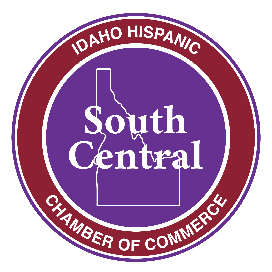 IDAHO HISPANIC
South
Central
CHAMBER OF COMMERCE